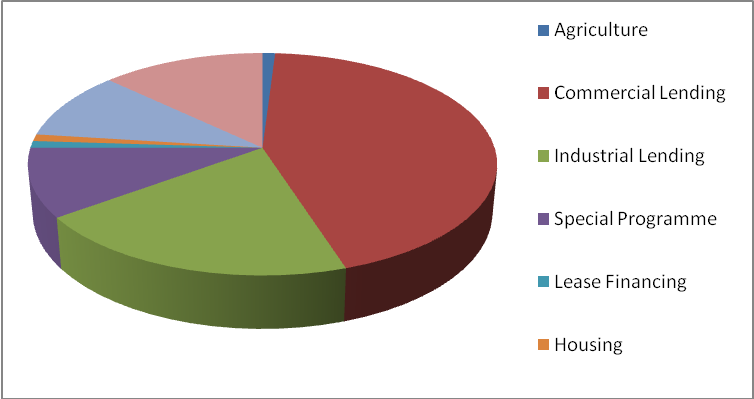 Agriculture
Commercial Lending
Industrial Lending
Special Programme
Lease Financing
Housing